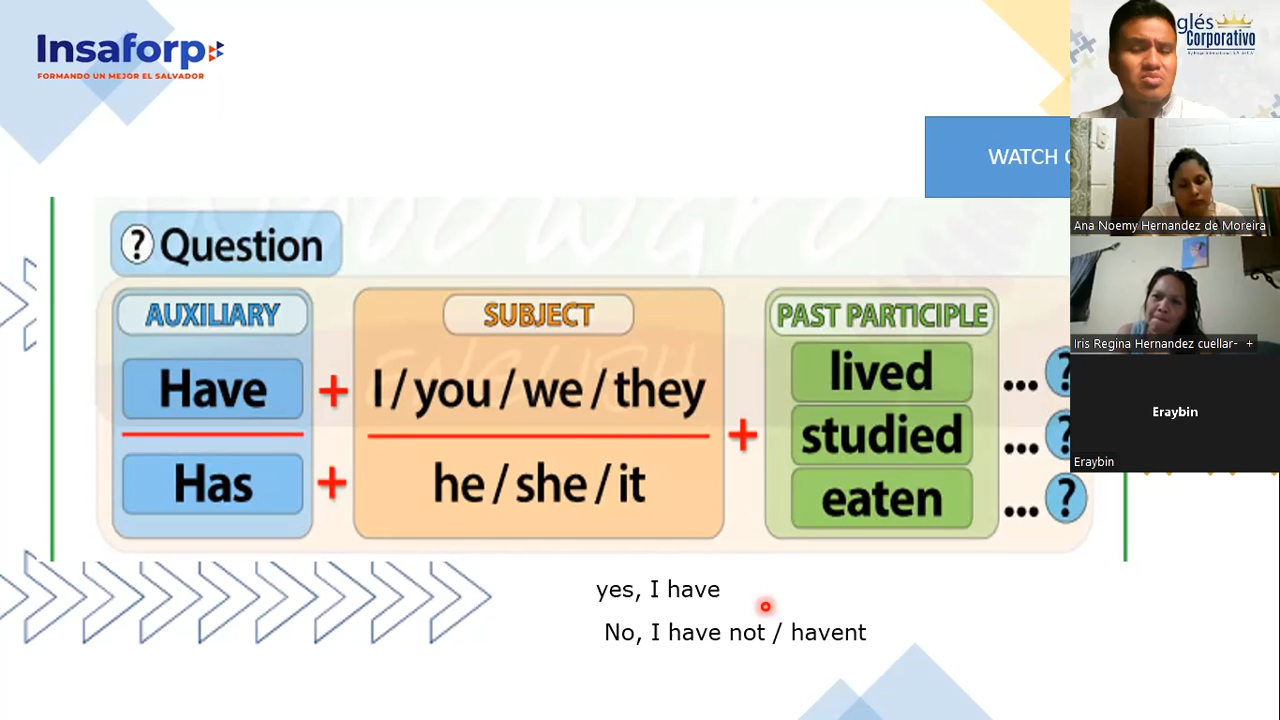 Insaforp
FORMANDO UN MEJOR EL SALVADOR
glés
Corporativo
WATCH
? Question
AUXILIARY
SUBJECT
PAST PARTICIPLE
Have + I / you / we / they
Has + he / she / it
+
lived ... ?
studied ... ?
eaten ... ?
yes, I have
No, I have not / havent
Ana Noemy Hernandez de Moreira
Iris Regina Hernandez cuellar- +
Eraybin
Eraybin